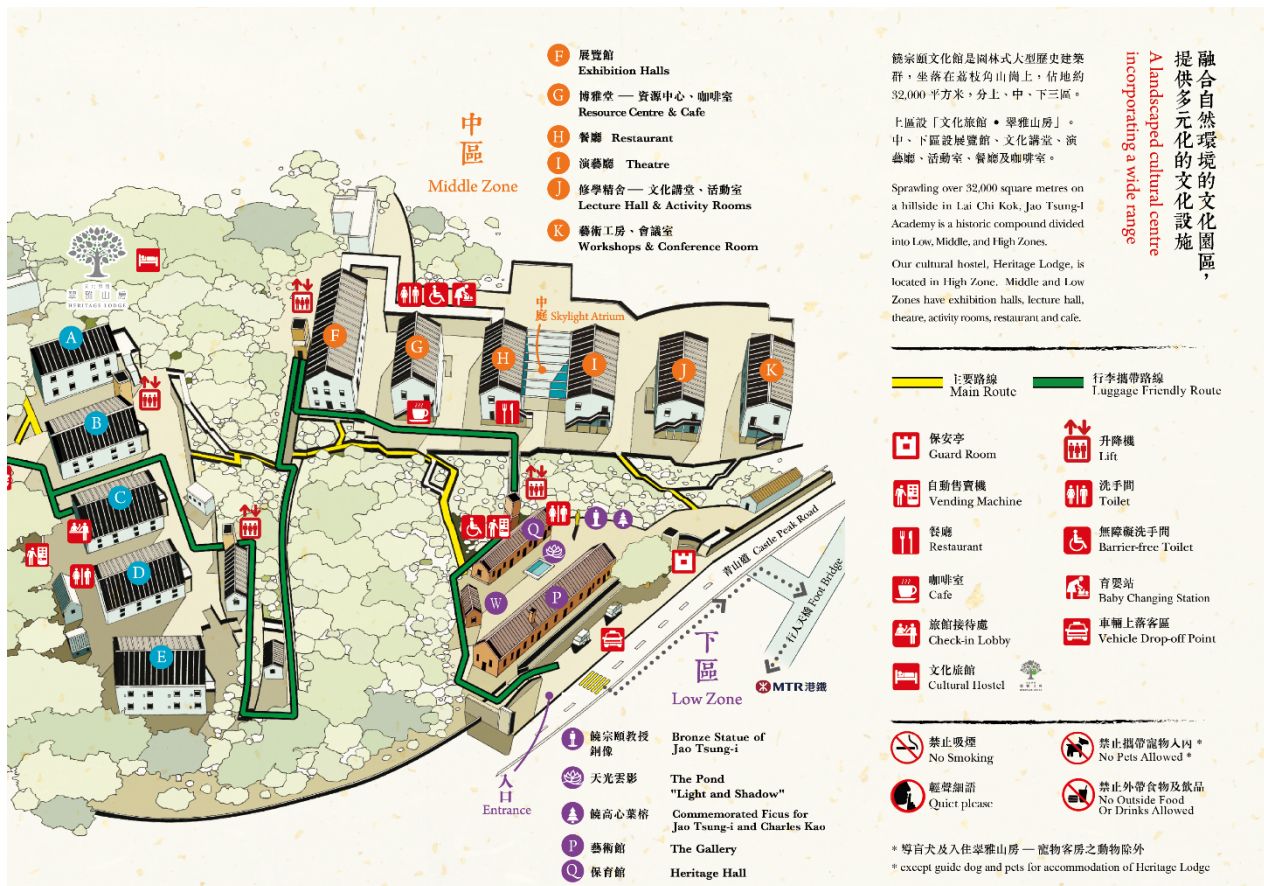 F 展覽館
Exhibition Halls
G 博雅堂 — 資源中心、咖啡室
Resource Centre & Cafe
H 餐廳 Restaurant
I 演藝廳 Theatre
J 修學精舍 — 文化講堂、活動室
Lecture Hall & Activity Rooms
K 藝術工房、會議室
Workshops & Conference Room
中區
Middle Zone
翠雅山房
HERITAGE LODGE
A
B
C
D
E
F
G
H
I
J
K
中庭 Skylight Atrium
Q
W
P
青山道 Castle Peak Road
行人天橋 Foot Bridge
MTR 港鐵
下區
Low Zone
入口
Entrance
饒宗頤教授
銅像
Bronze Statue of
Jao Tsung-i
天光雲影
The Pond
"Light and Shadow"
饒高心葉榕
Commemorated Ficus for
Jao Tsung-i and Charles Kao
P 藝術館 The Gallery
Q 保育館 Heritage Hall
融合自然環境的文化園區，
提供多元化的文化設施
A landscaped cultural centre
incorporating a wide range
饒宗頤文化館是園林式大型歷史建築
群，坐落在荔枝角山崗上，佔地約
32,000 平方米，分上、中、下三區。
上區設「文化旅館 • 翠雅山房」。
中、下區設展覽館、文化講堂、演
藝廳、活動室、餐廳及咖啡室。
Sprawling over 32,000 square metres on
a hillside in Lai Chi Kok, Jao Tsung-I
Academy is a historic compound divided
into Low, Middle, and High Zones.
Our cultural hostel, Heritage Lodge, is
located in High Zone. Middle and Low
Zones have exhibition halls, lecture hall,
theatre, activity rooms, restaurant and cafe.
主要路線
Main Route
行李攜帶路線
Luggage Friendly Route
保安亭
Guard Room
升降機
Lift
自動售賣機
Vending Machine
洗手間
Toilet
餐廳
Restaurant
無障礙洗手間
Barrier-free Toilet
咖啡室
Cafe
育嬰站
Baby Changing Station
旅館接待處
Check-in Lobby
車輛上落客區
Vehicle Drop-off Point
文化旅館
Cultural Hostel
禁止吸煙
No Smoking
禁止攜帶寵物入內 *
No Pets Allowed *
輕聲細語
Quiet please
禁止外帶食物及飲品
No Outside Food
Or Drinks Allowed
* 導盲犬及入住翠雅山房 — 寵物客房之動物除外
* except guide dog and pets for accommodation of Heritage Lodge